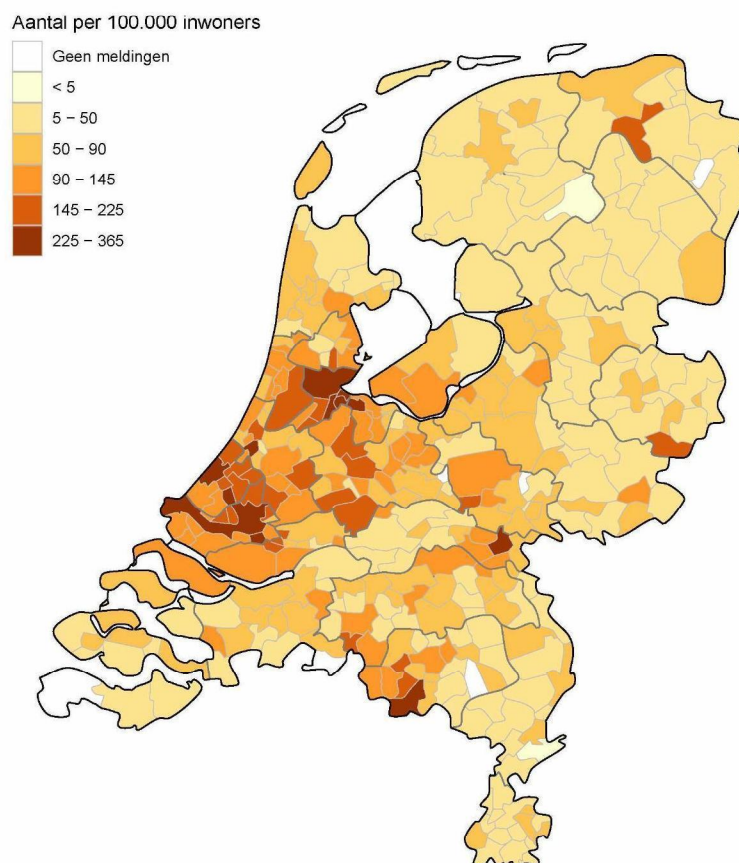 Aantal per 100.000 inwoners
Geen meldingen
< 5
5 – 50
50 – 90
90 – 145
145 – 225
225 – 365